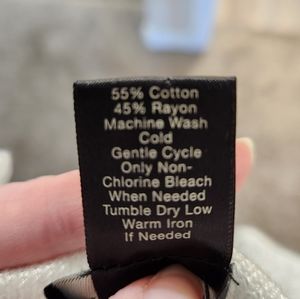 55% Cotton
45% Rayon
Machine Wash
Cold
Gentle Cycle
Only Non-
Chlorine Bleach
When Needed
Tumble Dry Low
Warm Iron
If Needed